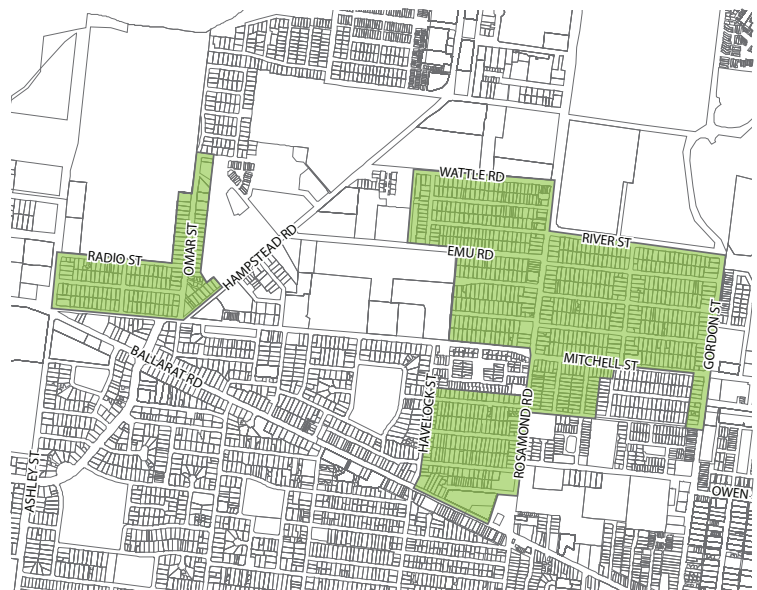 WATTLE RD
RIVER ST
OMAR ST
HAMPSTEAD RD
EMU RD
RADIO ST
GORDON ST
BALLARAT RD
MITCHELL ST
HAVELOCK ST
ROSAMOND RD
ASHLEY ST
OWEN